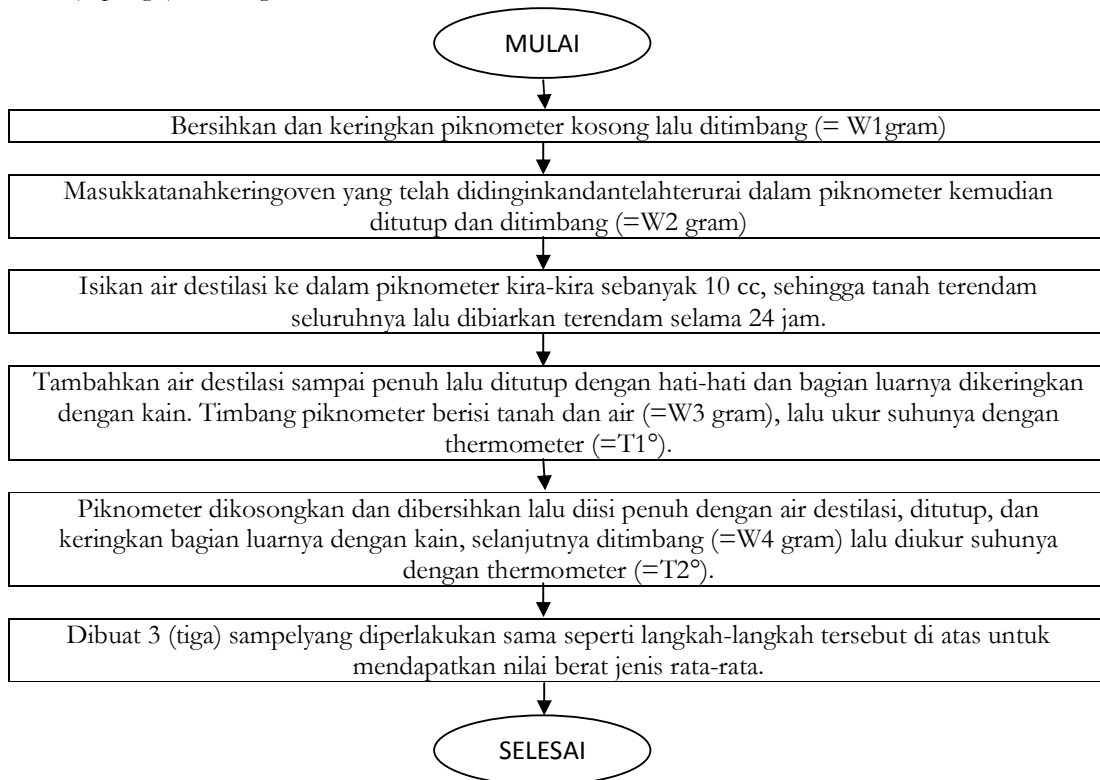 MULAI
Bersihkan dan keringkan piknometer kosong lalu ditimbang (= W1gram)
Masukkatanahkeringoven yang telah didinginkandantelahterurai dalam piknometer kemudian
ditutup dan ditimbang (=W2 gram)
Isikan air destilasi ke dalam piknometer kira-kira sebanyak 10 cc, sehingga tanah terendam
seluruhnya lalu dibiarkan terendam selama 24 jam.
Tambahkan air destilasi sampai penuh lalu ditutup dengan hati-hati dan bagian luarnya dikeringkan
dengan kain. Timbang piknometer berisi tanah dan air (=W3 gram), lalu ukur suhunya dengan
thermometer (=T1°).
Piknometer dikosongkan dan dibersihkan lalu diisi penuh dengan air destilasi, ditutup, dan
keringkan bagian luarnya dengan kain, selanjutnya ditimbang (=W4 gram) lalu diukur suhunya
dengan thermometer (=T2°).
Dibuat 3 (tiga) sampelyang diperlakukan sama seperti langkah-langkah tersebut di atas untuk
mendapatkan nilai berat jenis rata-rata.
SELESAI